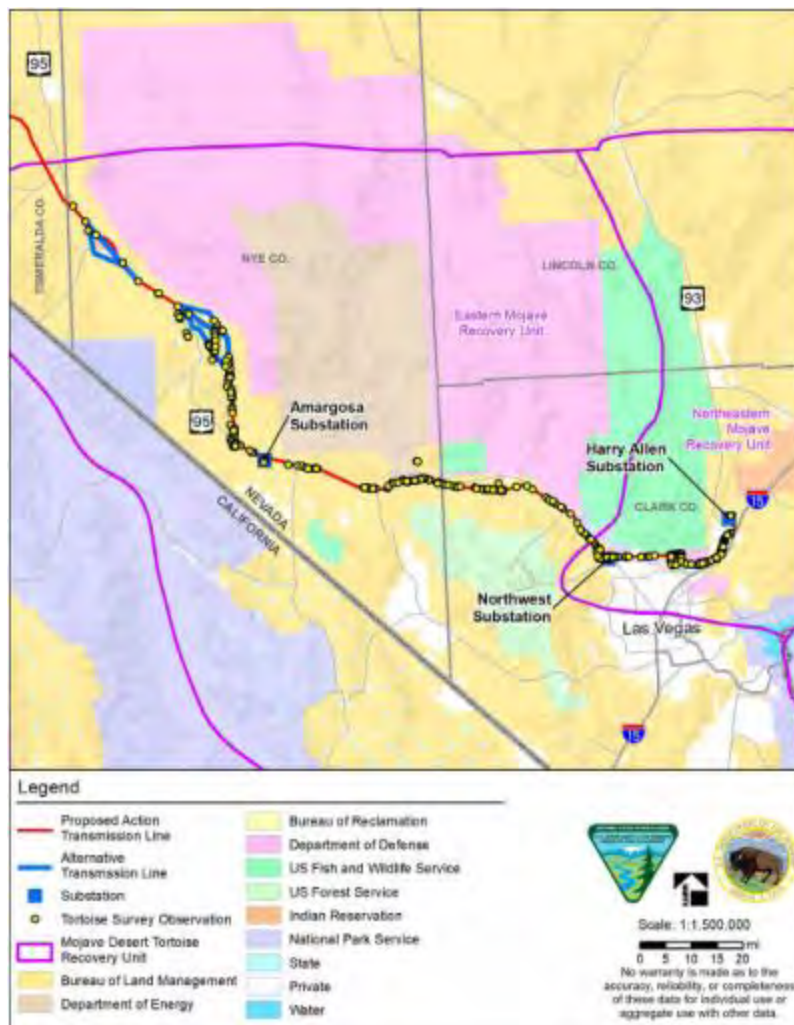 95
ESMERALDA CO.
NYE CO.
LINCOLN CO.
93
Eastern Mojave
Recovery Unit
Northeastern
Mojave
Recovery Unit
95
Amargosa
Substation
Harry Allen
Substation
15
CLARK CO.
NEVADA
CALIFORNIA
Northwest
Substation
Las Vegas
15
Legend
Proposed Action
Transmission Line
Alternative
Transmission Line
Substation
Tortoise Survey Observation
Mojave Desert Tortoise
Recovery Unit
Bureau of Land Management
Department of Energy
Bureau of Reclamation
Department of Defense
US Fish and Wildlife Service
US Forest Service
Indian Reservation
National Park Service
State
Private
Water
Scale: 1:1,500,000
0 5 10 15 20 mi
No warranty is made as to the
accuracy, reliability, or completeness
of these data for individual use or
aggregate use with other data.